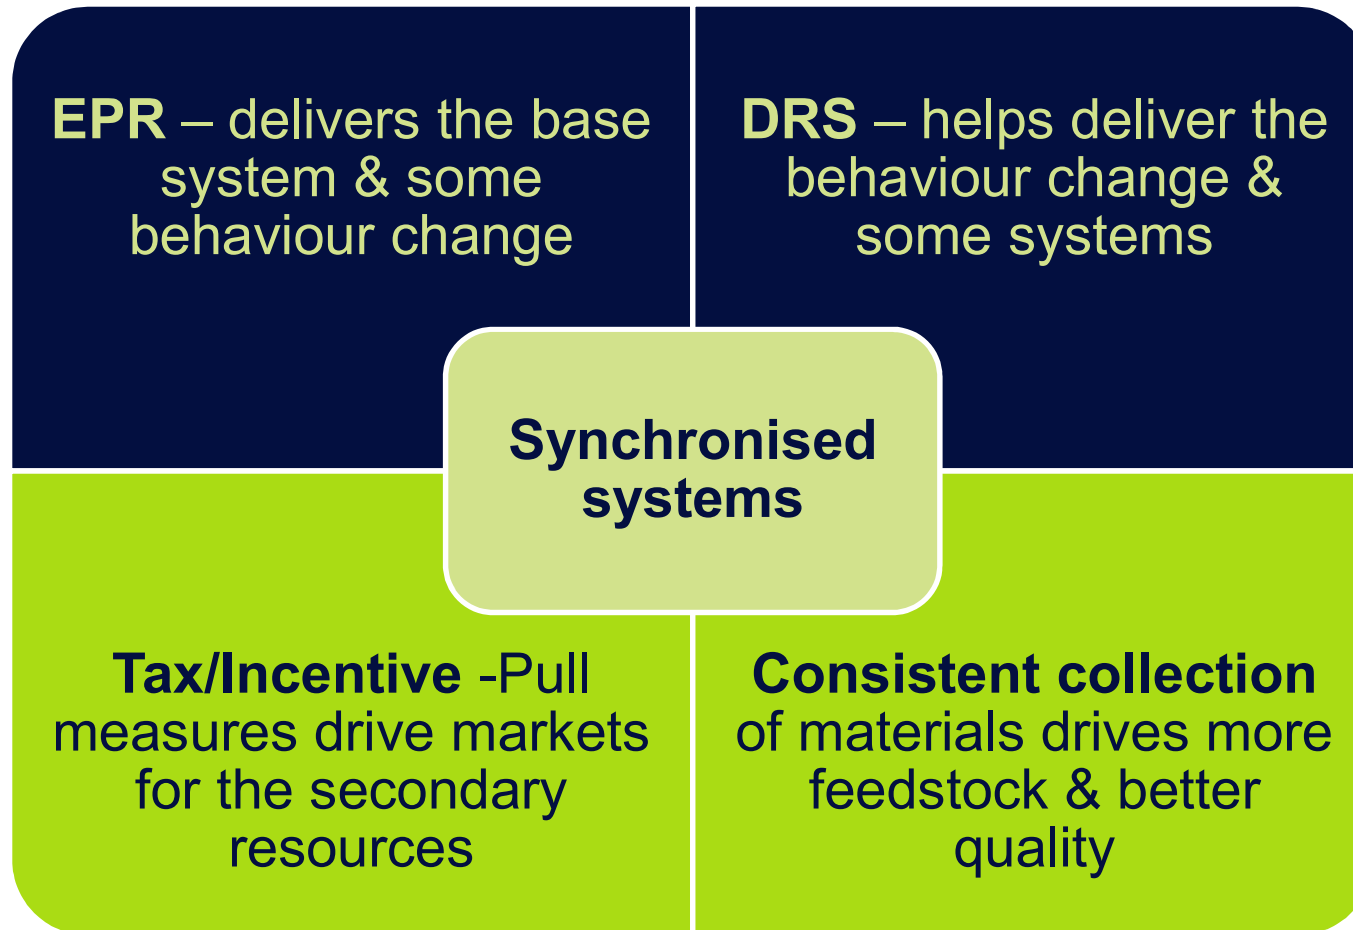 EPR – delivers the base
system & some
behaviour change
DRS – helps deliver the
behaviour change &
some systems
Synchronised
systems
Tax/Incentive -Pull
measures drive markets
for the secondary
resources
Consistent collection
of materials drives more
feedstock & better
quality